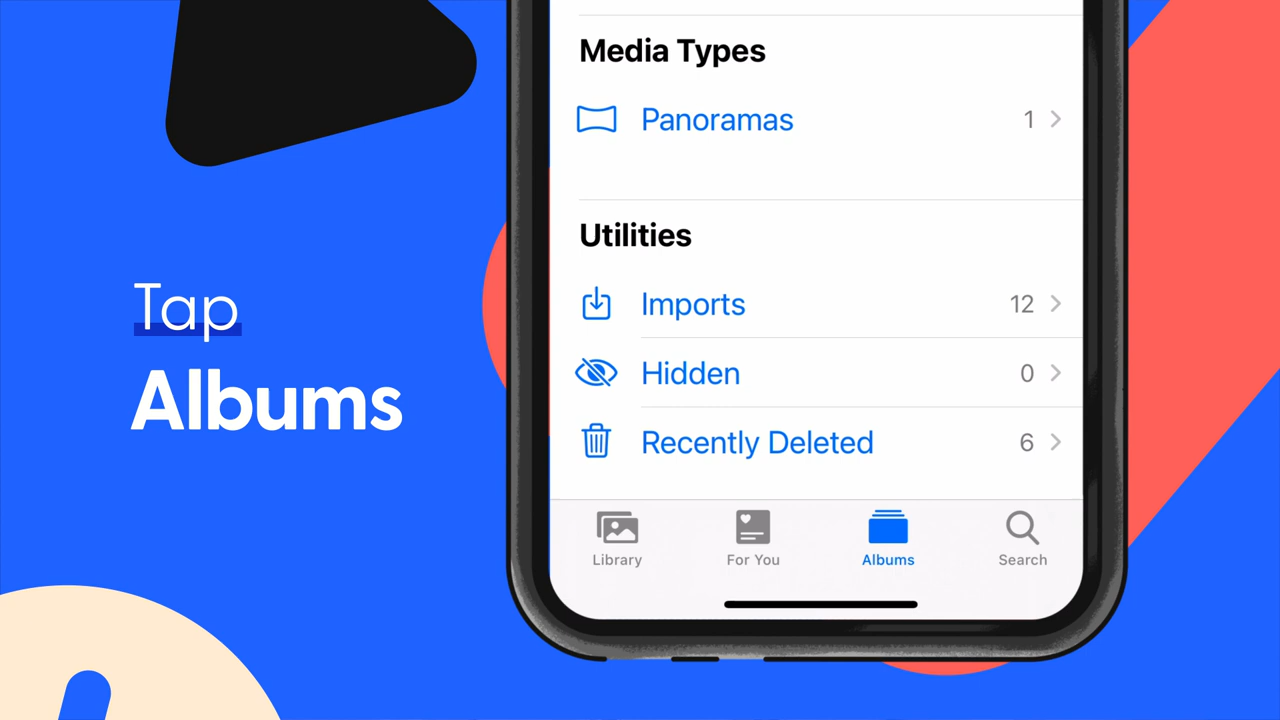 Tap
Albums
Media Types
Panoramas 1
Utilities
Imports 12
Hidden 0
Recently Deleted 6
Library For You Albums Search